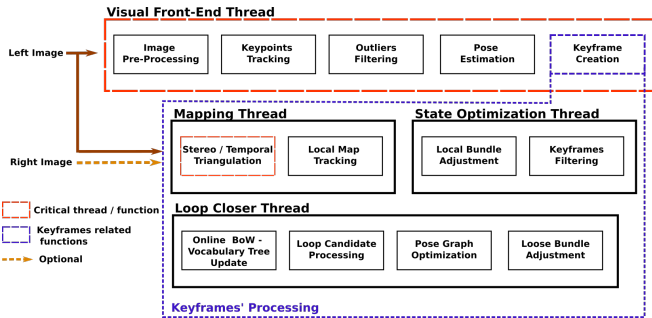 Visual Front-End Thread
Left Image
Image
Pre-Processing
Keypoints
Tracking
Outliers
Filtering
Pose
Estimation
Keyframe
Creation
Mapping Thread
State Optimization Thread
Right Image
Stereo / Temporal
Triangulation
Local Map
Tracking
Local Bundle
Adjustment
Keyframes
Filtering
Loop Closer Thread
Critical thread / function
Keyframes related
functions
Optional
Online BoW -
Vocabulary Tree
Update
Loop Candidate
Processing
Pose Graph
Optimization
Loose Bundle
Adjustment
Keyframes' Processing